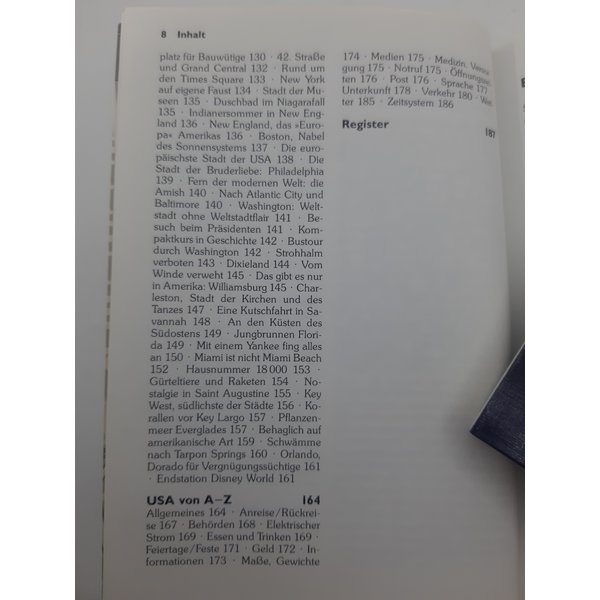 8 Inhalt
platz für Bauwütige 130 · 42. Straße
und Grand Central 132 · Rund um
den Times Square 133 · New York
auf eigene Faust 134 · Stadt der Mu-
seen 135 · Duschbad im Niagarafall
135 · Indianersommer in New Eng-
land 136 · New England, das »Euro-
pa« Amerikas 136 · Boston, Nabel
des Sonnensystems 137 · Die euro-
päischste Stadt der USA 138 · Die
Stadt der Bruderliebe: Philadelphia
139 · Fern der modernen Welt: die
Amish 140 · Nach Atlantic City und
Baltimore 140 · Washington: Welt-
stadt ohne Weltstadtflair 141 · Be-
such beim Präsidenten 141 · Kom-
paktkurs in Geschichte 142 · Bustour
durch Washington 142 · Strohhalm
verboten 143 · Dixieland 144 · Vom
Winde verweht 145 · Das gibt es nur
in Amerika: Williamsburg 145 · Char-
leston, Stadt der Kirchen und des
Tanzes 147 · Eine Kutschfahrt in Sa-
vannah 148 · An den Küsten des
Südostens 149 · Jungbrunnen Flori-
da 149 · Mit einem Yankee fing alles
an 150 · Miami ist nicht Miami Beach
152 · Hausnummer 18 000 153 ·
Gürteltiere und Raketen 154 · No-
stalgie in Saint Augustine 155 · Key
West, südlichste der Städte 156 · Ko-
rallen vor Key Largo 157 · Pflanzen-
meer Everglades 157 · Behaglich auf
amerikanische Art 159 · Schwämme
nach Tarpon Springs 160 · Orlando,
Dorado für Vergnügungssüchtige 161
· Endstation Disney World 161
USA von A–Z 164
Allgemeines 164 · Anreise/Rückrei-
se 167 · Behörden 168 · Elektrischer
Strom 169 · Essen und Trinken 169 ·
Feiertage/Feste 171 · Geld 172 · In-
formationen 173 · Maße, Gewichte
174 · Medien 175 · Medizin. Versor-
gung 175 · Notruf 175 · Öffnungszei-
ten 176 · Post 176 · Sprache 177 ·
Unterkunft 178 · Verkehr 180 · Wet-
ter 185 · Zeitsystem 186
Register 187